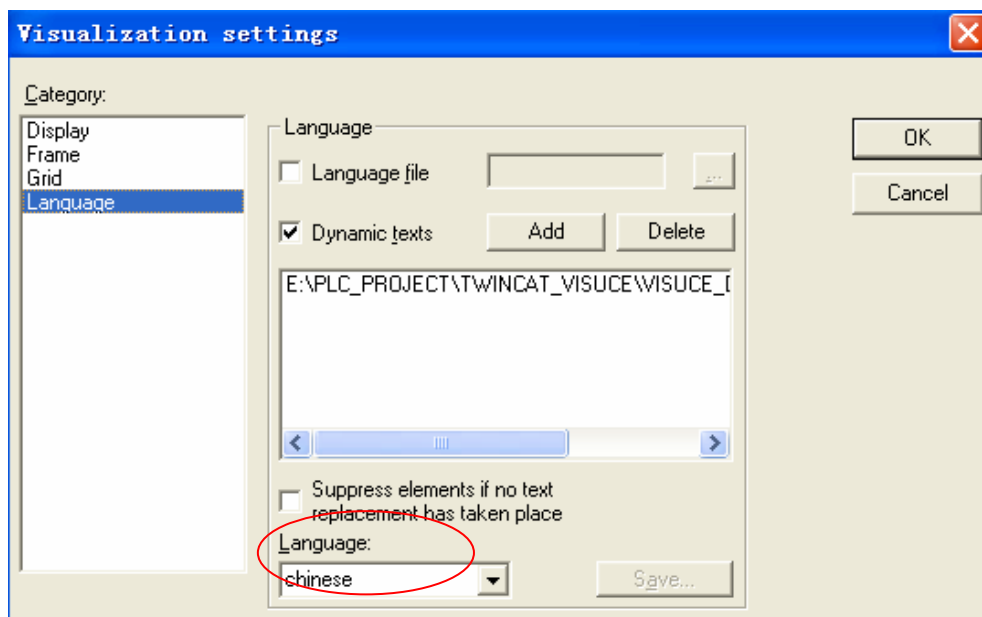 Visualization settings
Category:
Display
Frame
Grid
Language
Language
Language file
...
Dynamic texts
Add
Delete
E:\PLC_PROJECT\TWINCAT_VISUCE\VISUCE_
Suppress elements if no text
replacement has taken place
Language:
chinese
Save...
OK
Cancel